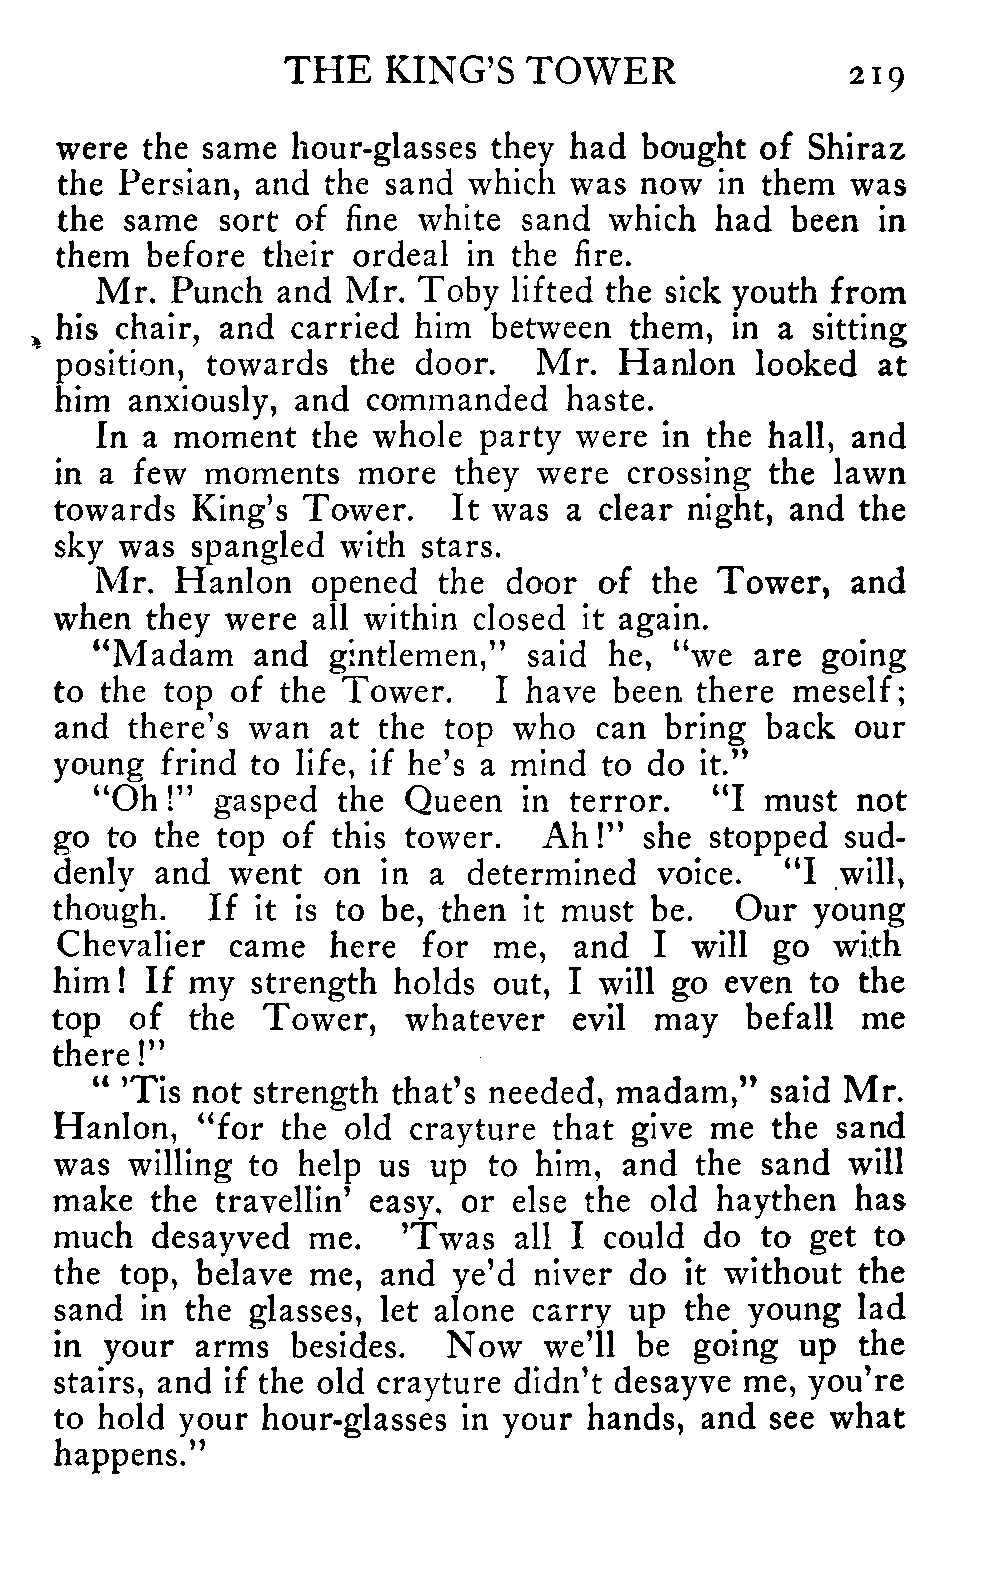 THE KING'S TOWER 219
were the same hour-glasses they had bought of Shiraz
the Persian, and the sand which was now in them was
the same sort of fine white sand which had been in
them before their ordeal in the fire.
Mr. Punch and Mr. Toby lifted the sick youth from
his chair, and carried him between them, in a sitting
position, towards the door. Mr. Hanlon looked at
him anxiously, and commanded haste.
In a moment the whole party were in the hall, and
in a few moments more they were crossing the lawn
towards King's Tower. It was a clear night, and the
sky was spangled with stars.
Mr. Hanlon opened the door of the Tower, and
when they were all within closed it again.
"Madam and gintlemen," said he, "we are going
to the top of the Tower. I have been there meself;
and there's wan at the top who can bring back our
young frind to life, if he's a mind to do it."
"Oh!" gasped the Queen in terror. "I must not
go to the top of this tower. Ah!" she stopped sud-
denly and went on in a determined voice. "I will,
though. If it is to be, then it must be. Our young
Chevalier came here for me, and I will go with
him! If my strength holds out, I will go even to the
top of the Tower, whatever evil may befall me
there!"
" 'Tis not strength that's needed, madam," said Mr.
Hanlon, "for the old crayture that give me the sand
was willing to help us up to him, and the sand will
make the travellin' easy, or else the old haythen has
much desayved me. 'Twas all I could do to get to
the top, belave me, and ye'd niver do it without the
sand in the glasses, let alone carry up the young lad
in your arms besides. Now we'll be going up the
stairs, and if the old crayture didn't desayve me, you're
to hold your hour-glasses in your hands, and see what
happens."